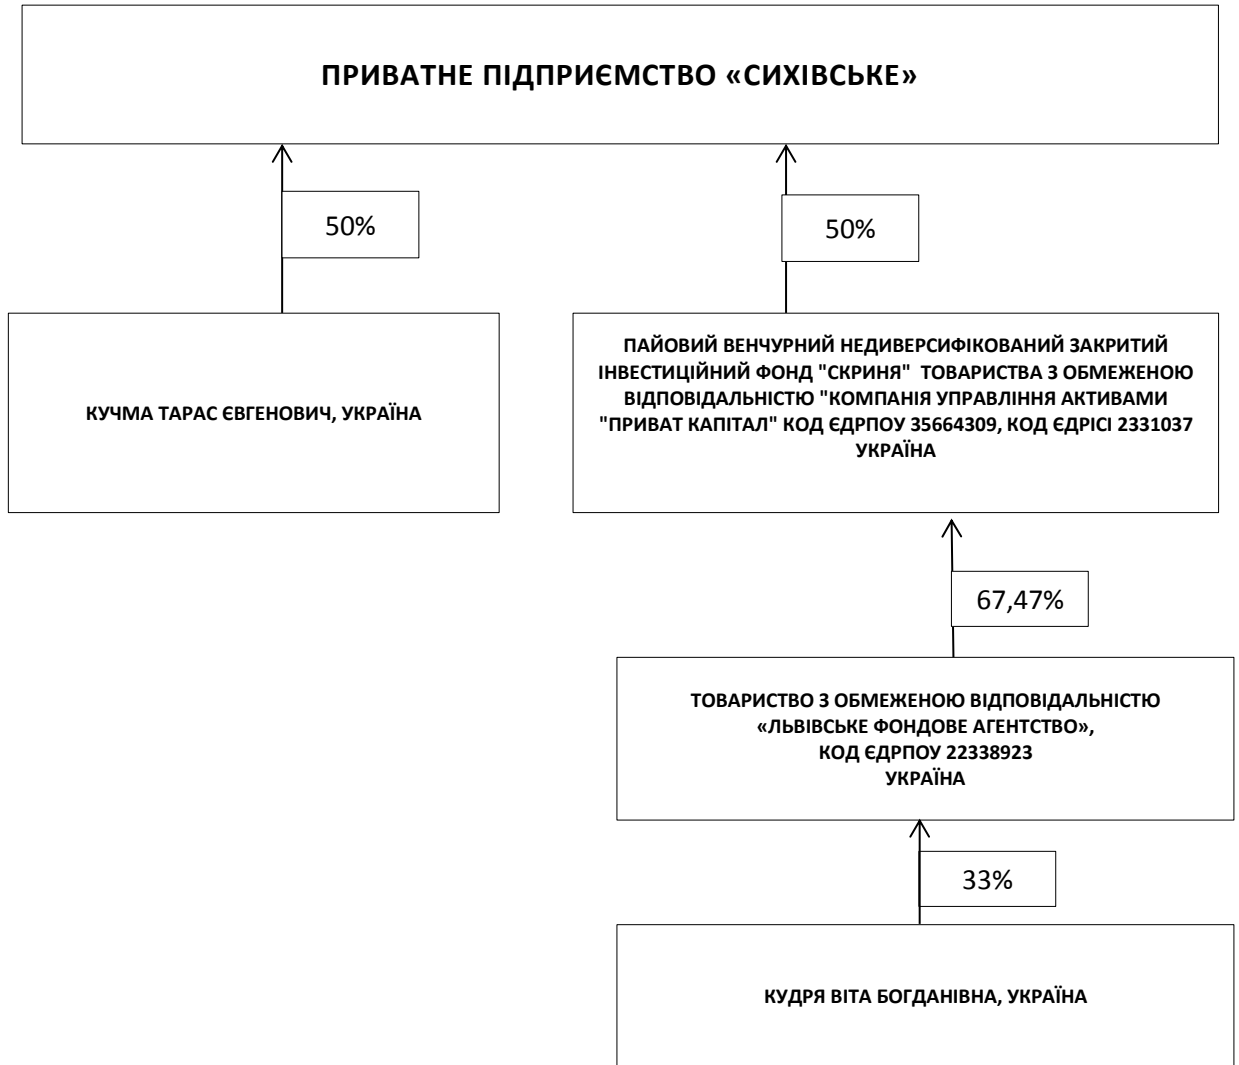 ПРИВАТНЕ ПІДПРИЄМСТВО «СИХІВСЬКЕ»
50%
50%
КУЧМА ТАРАС ЄВГЕНОВИЧ, УКРАЇНА
ПАЙОВИЙ ВЕНЧУРНИЙ НЕДИВЕРСИФІКОВАНИЙ ЗАКРИТИЙ
ІНВЕСТИЦІЙНИЙ ФОНД "СКРИНЯ" ТОВАРИСТВА З ОБМЕЖЕНОЮ
ВІДПОВІДАЛЬНІСТЮ "КОМПАНІЯ УПРАВЛІННЯ АКТИВАМИ
"ПРИВАТ КАПІТАЛ" КОД ЄДРПОУ 35664309, КОД ЄДРІСІ 2331037
УКРАЇНА
67,47%
ТОВАРИСТВО З ОБМЕЖЕНОЮ ВІДПОВІДАЛЬНІСТЮ
«ЛЬВІВСЬКЕ ФОНДОВЕ АГЕНТСТВО»,
КОД ЄДРПОУ 22338923
УКРАЇНА
33%
КУДРЯ ВІТА БОГДАНІВНА, УКРАЇНА